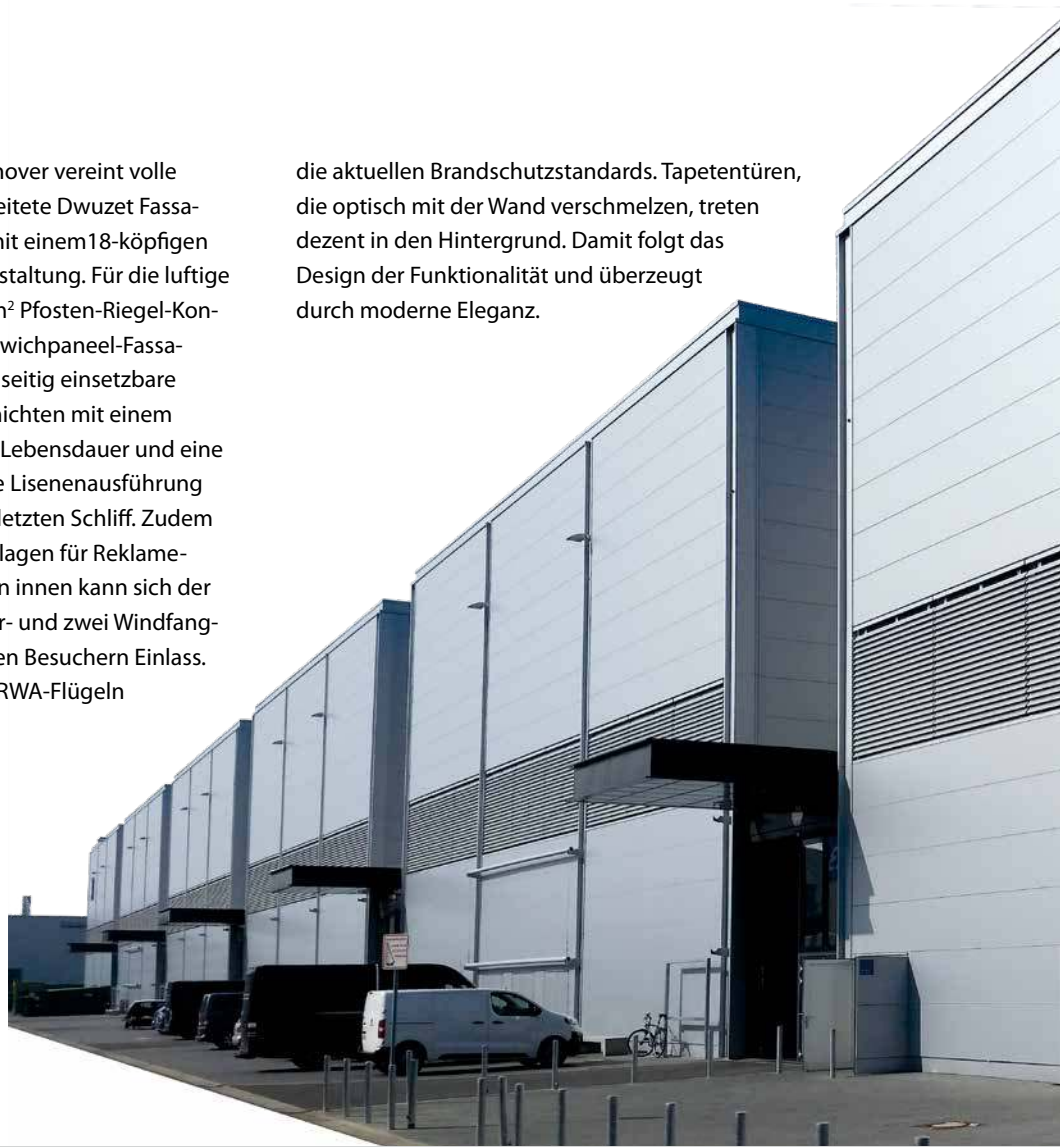 nover vereint volle
eitete Dwuzet Fassa-
nit einem18-köpfigen
staltung. Für die luftige
n² Pfosten-Riegel-Kon-
wichpaneel-Fassa-
seitig einsetzbare
nichten mit einem
Lebensdauer und eine
e Lisenenausführung
letzten Schliff. Zudem
lagen für Reklame-
n innen kann sich der
r- und zwei Windfang-
en Besuchern Einlass.
RWA-Flügeln
die aktuellen Brandschutzstandards. Tapetentüren,
die optisch mit der Wand verschmelzen, treten
dezent in den Hintergrund. Damit folgt das
Design der Funktionalität und überzeugt
durch moderne Eleganz.